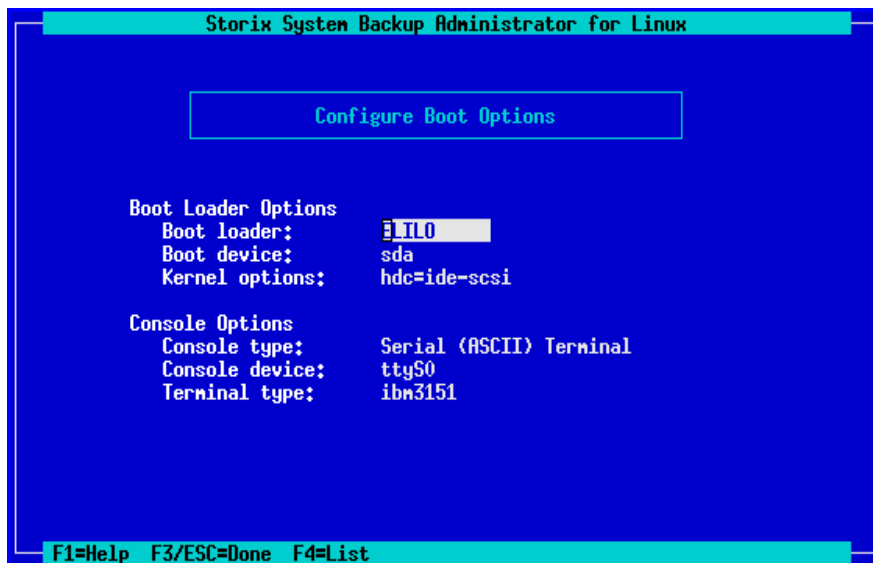 Storix System Backup Administrator for Linux
Configure Boot Options
Boot Loader Options
Boot loader: ELILO
Boot device: sda
Kernel options: hdc=ide-scsi
Console Options
Console type: Serial (ASCII) Terminal
Console device: ttyS0
Terminal type: ibm3151
F1=Help F3/ESC=Done F4=List